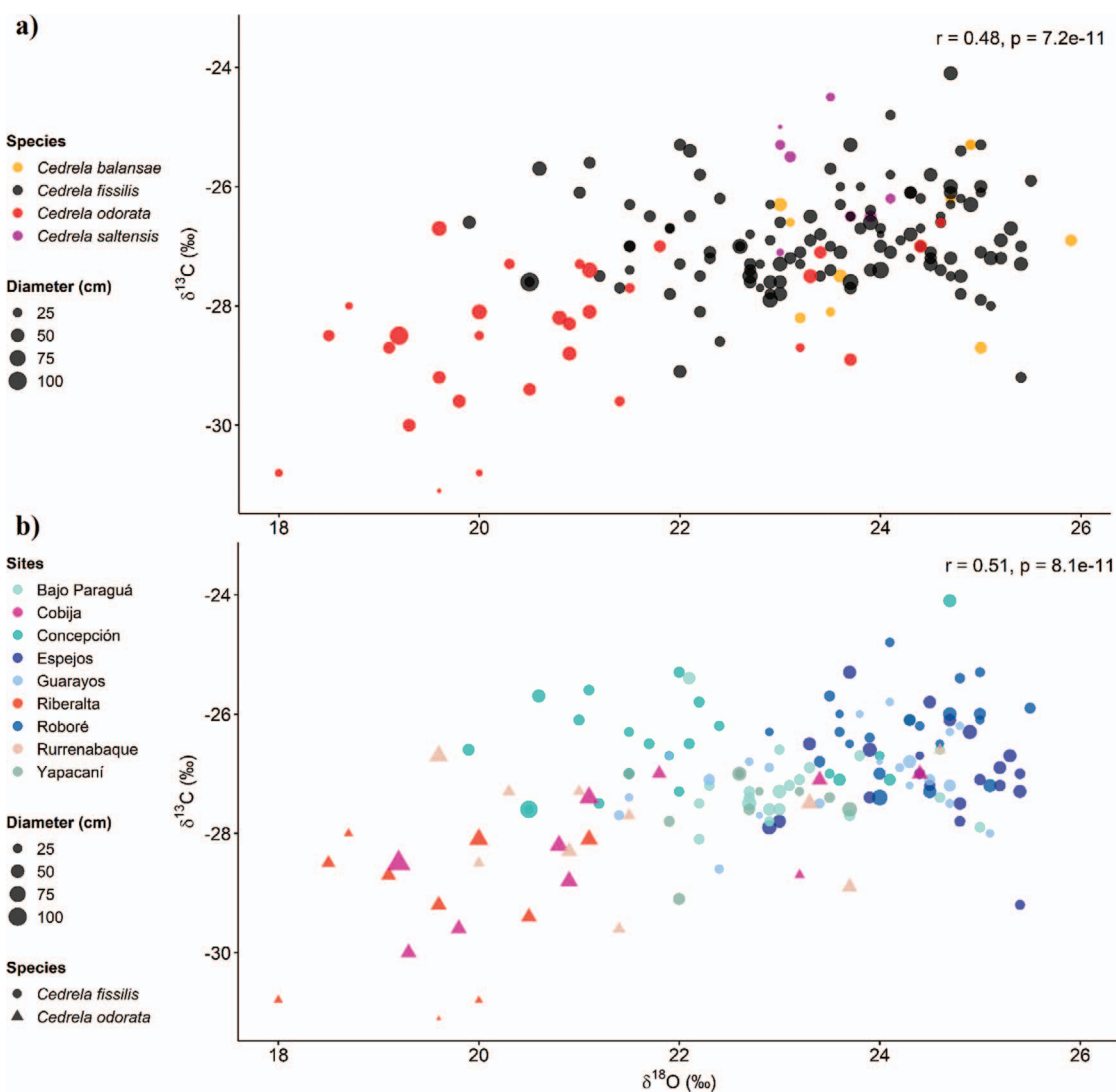 a)
r = 0.48, p = 7.2e-11
Species
Cedrela balansae
Cedrela fissilis
Cedrela odorata
Cedrela saltensis
Diameter (cm)
25
50
75
100
δ13C (‰)
-24
-26
-28
-30
18 20 22 24 26
b)
r = 0.51, p = 8.1e-11
Sites
Bajo Paraguá
Cobija
Concepción
Espejos
Guarayos
Riberalta
Roboré
Rurrenabaque
Yapacaní
Diameter (cm)
25
50
75
100
Species
Cedrela fissilis
Cedrela odorata
δ13C (‰)
-24
-26
-28
-30
18 20 22 24 26
δ18O (‰)